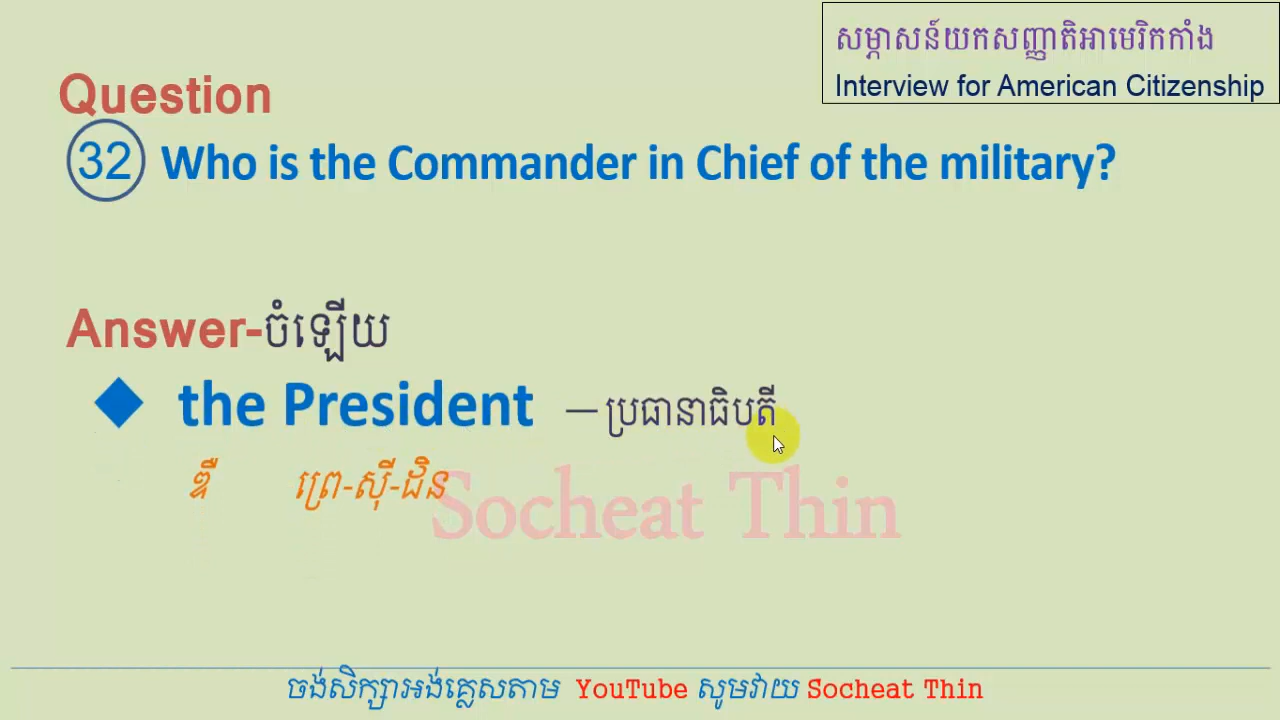 សម្ភាសន៍យកសញ្ញាតិអាមេរិកកាំង
Interview for American Citizenship
Question
32 Who is the Commander in Chief of the military?
Answer-ចំឡើយ
◆ the President – ប្រធានាធិបតី
ឌឺ ព្រេ-ស៊ី-ដិន
Socheat Thin
ចង់សិក្សាអង់គ្លេសតាម YouTube សូមវាយ Socheat Thin